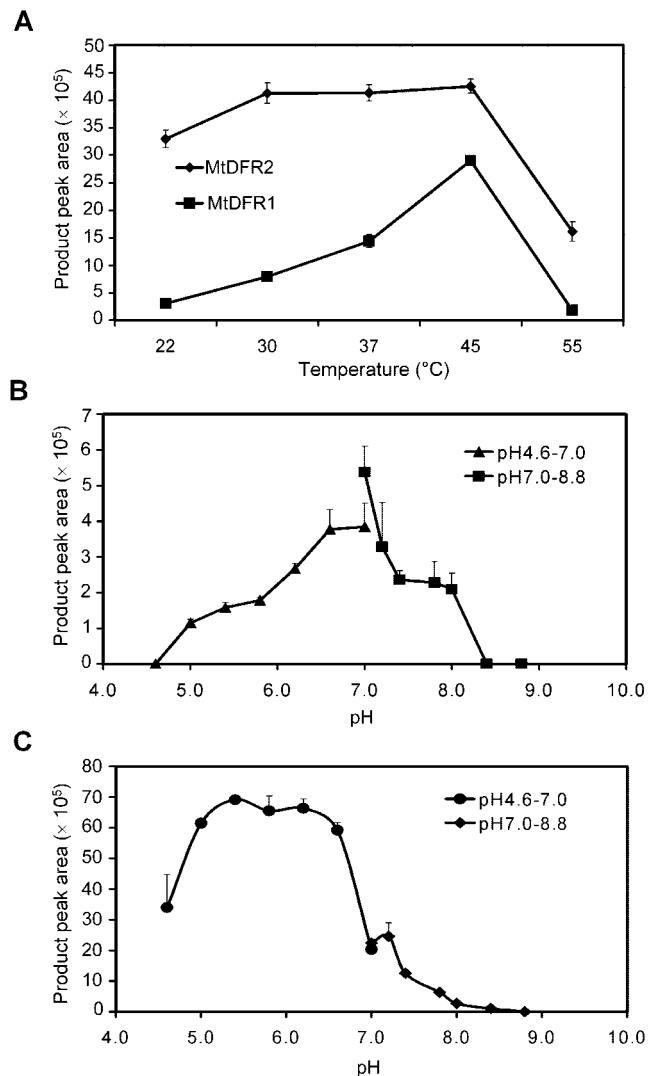 A
Product peak area (× 10⁵)
50
45
40
35
30
25
20
15
10
5
0
MtDFR2
MtDFR1
22 30 37 45 55
Temperature (°C)
B
Product peak area (× 10⁵)
7
6
5
4
3
2
1
0
pH4.6-7.0
pH7.0-8.8
4.0 5.0 6.0 7.0 8.0 9.0 10.0
pH
C
Product peak area (× 10⁵)
80
70
60
50
40
30
20
10
0
pH4.6-7.0
pH7.0-8.8
4.0 5.0 6.0 7.0 8.0 9.0 10.0
pH